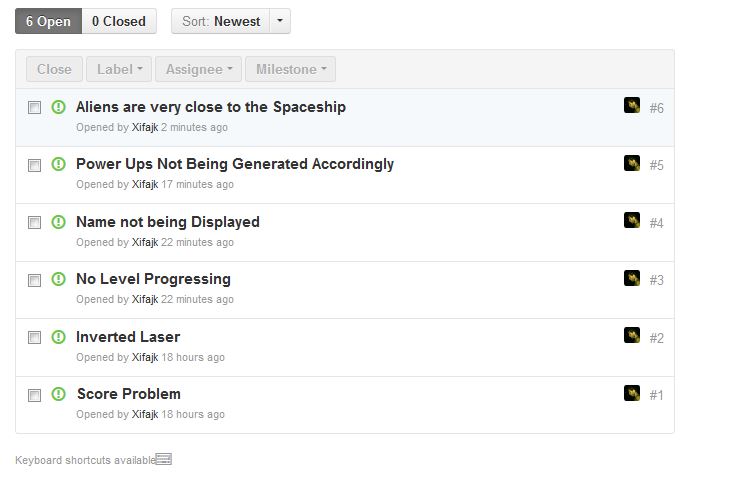 6 Open 0 Closed Sort: Newest
Close Label Assignee Milestone
Aliens are very close to the Spaceship #6
Opened by Xifajk 2 minutes ago
Power Ups Not Being Generated Accordingly #5
Opened by Xifajk 17 minutes ago
Name not being Displayed #4
Opened by Xifajk 22 minutes ago
No Level Progressing #3
Opened by Xifajk 22 minutes ago
Inverted Laser #2
Opened by Xifajk 18 hours ago
Score Problem #1
Opened by Xifajk 18 hours ago
Keyboard shortcuts available